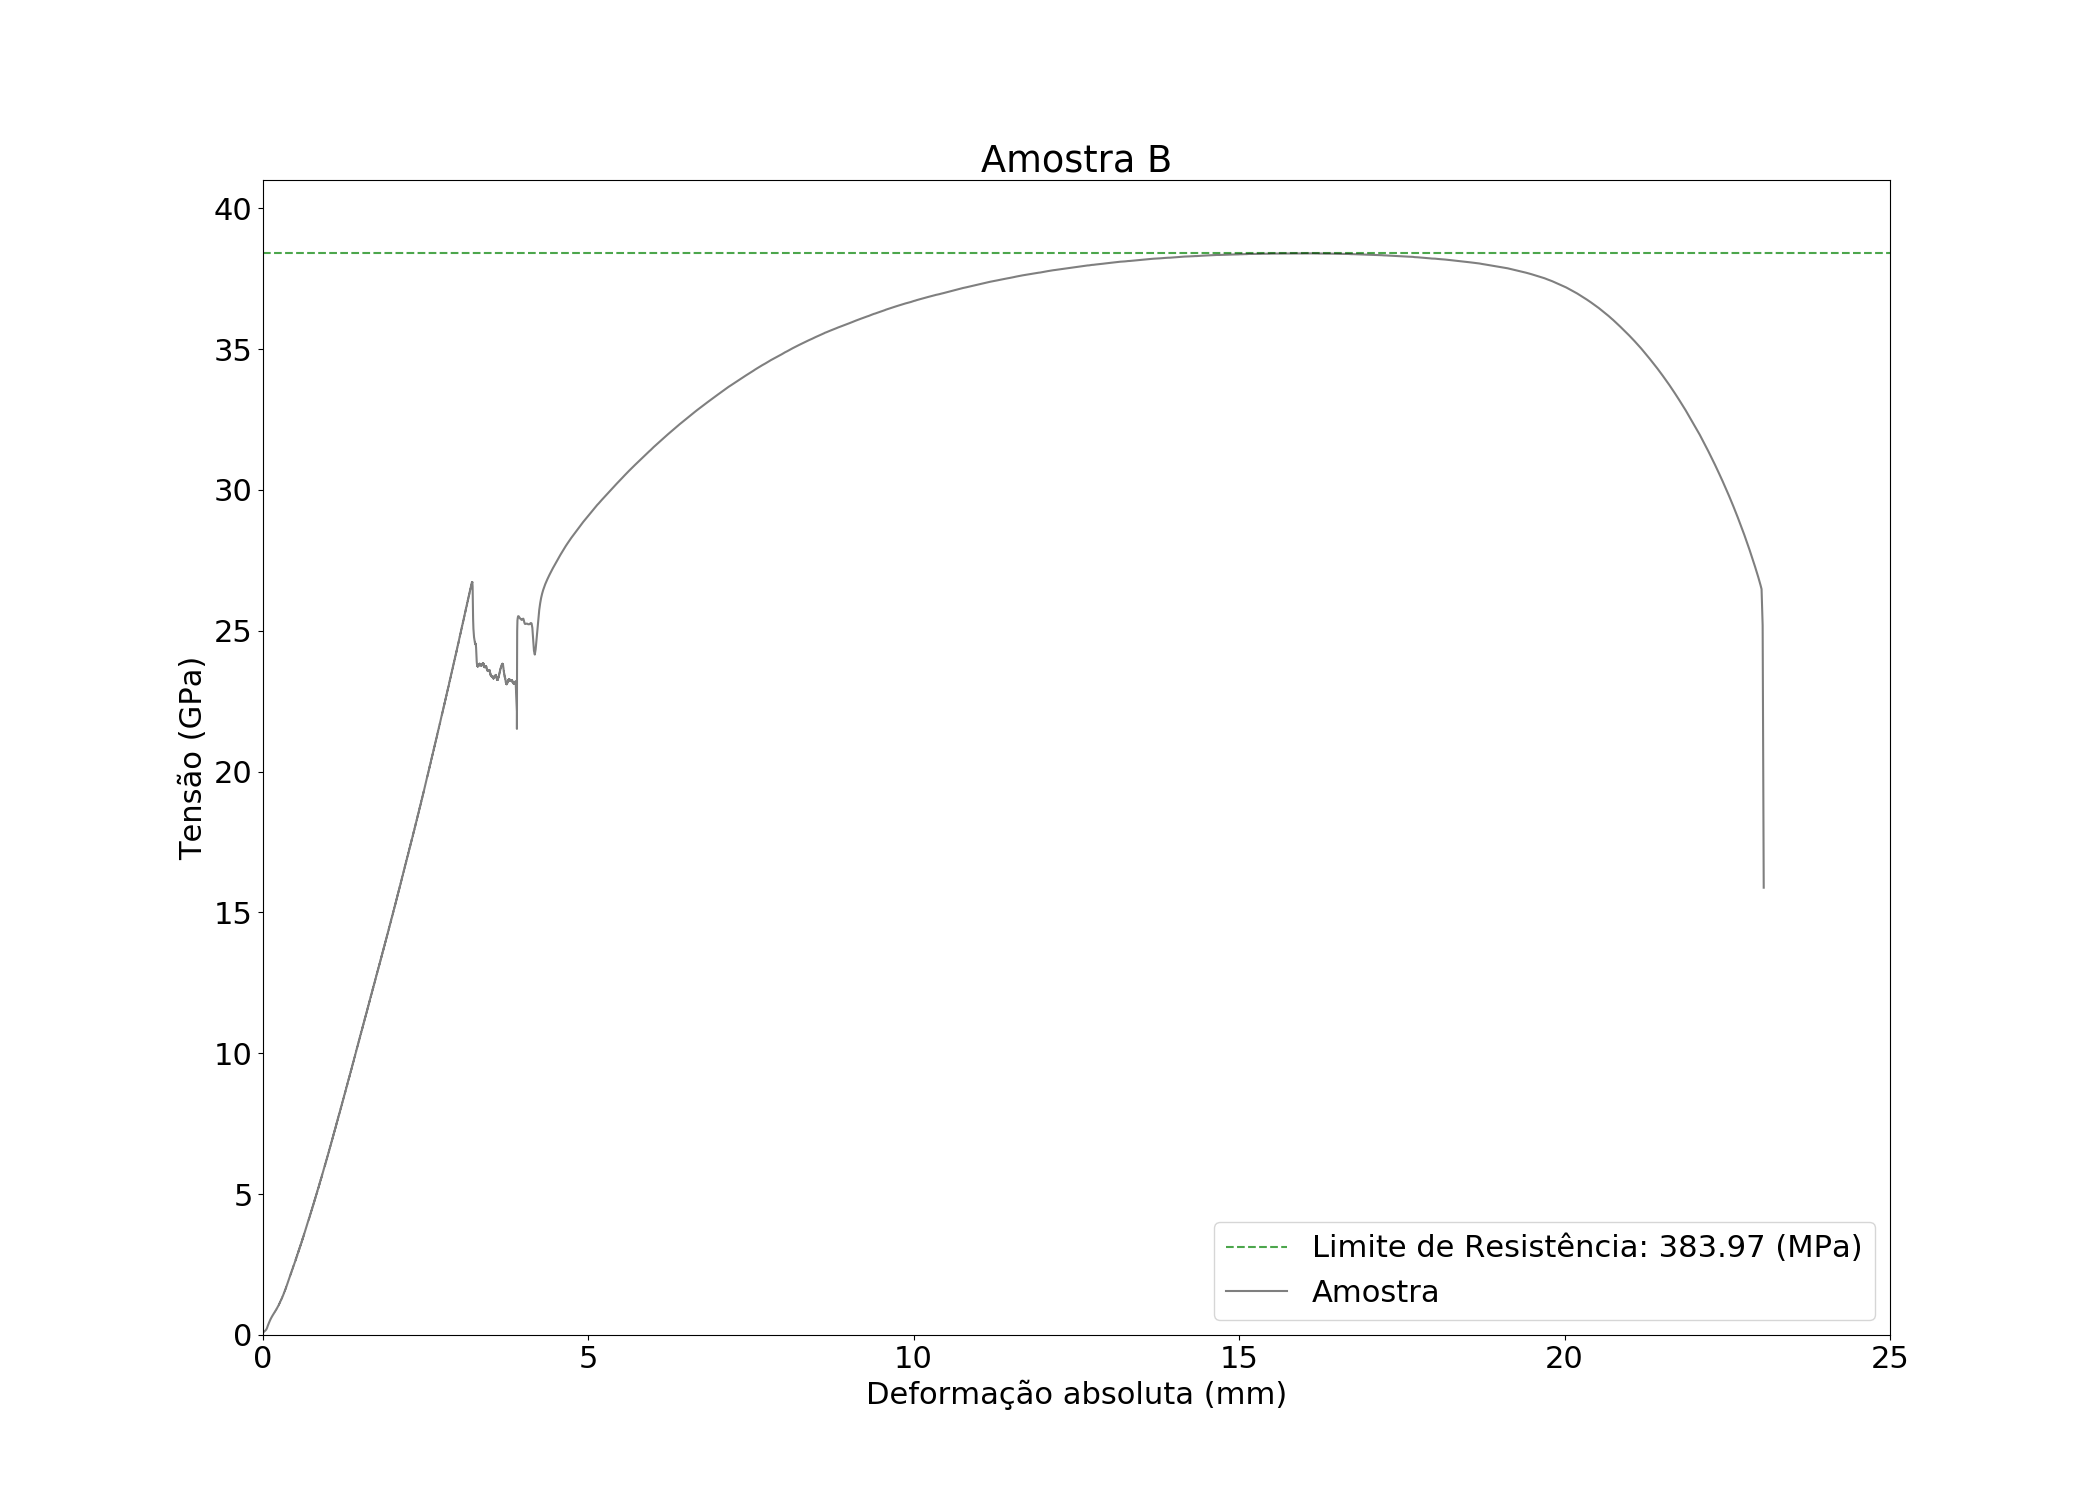 Amostra B
40
35
30
25
20
15
10
5
0
Tensão (GPa)
0 5 10 15 20 25
Deformação absoluta (mm)
Limite de Resistência: 383.97 (MPa)
Amostra